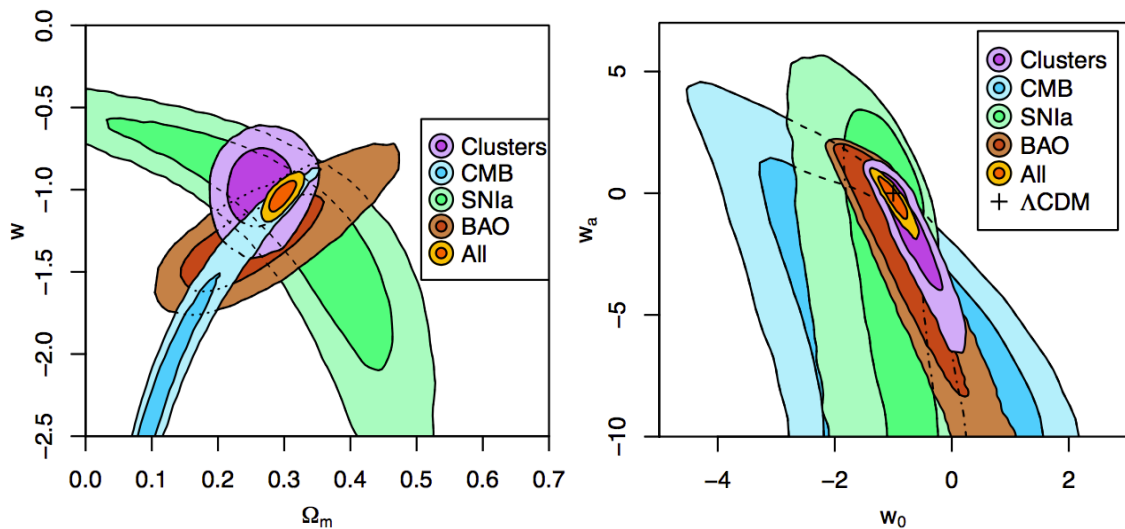 0.0
−0.5
−1.0
−1.5
−2.0
−2.5
w
Clusters
CMB
SNIa
BAO
All
0.0 0.1 0.2 0.3 0.4 0.5 0.6 0.7
Ωm
5
0
−5
−10
wa
Clusters
CMB
SNIa
BAO
All
ΛCDM
−4 −2 0 2
w0